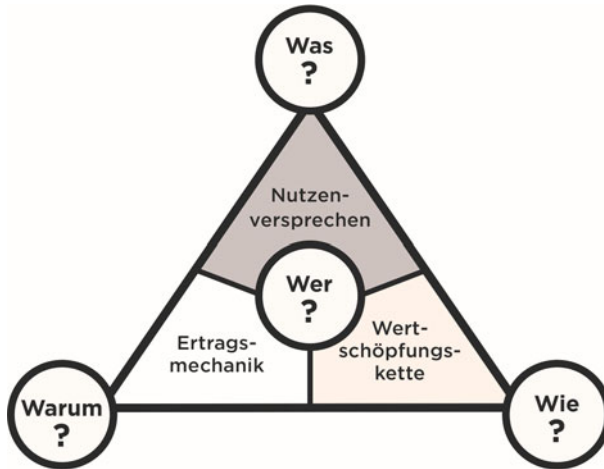 Was
?
Nutzen-
versprechen
Wer
?
Ertrags-
mechanik
Wert-
schöpfungs-
kette
Warum
?
Wie
?